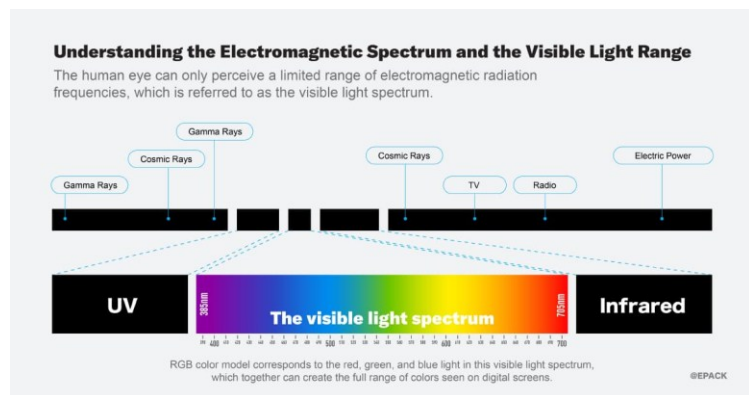 Understanding the Electromagnetic Spectrum and the Visible Light Range
The human eye can only perceive a limited range of electromagnetic radiation
frequencies, which is referred to as the visible light spectrum.
Gamma Rays
Cosmic Rays
Gamma Rays
Cosmic Rays
TV
Radio
Electric Power
UV
385nm
The visible light spectrum
705nm
Infrared
400
500
600
700
RGB color model corresponds to the red, green, and blue light in this visible light spectrum,
which together can create the full range of colors seen on digital screens.
@EPACK